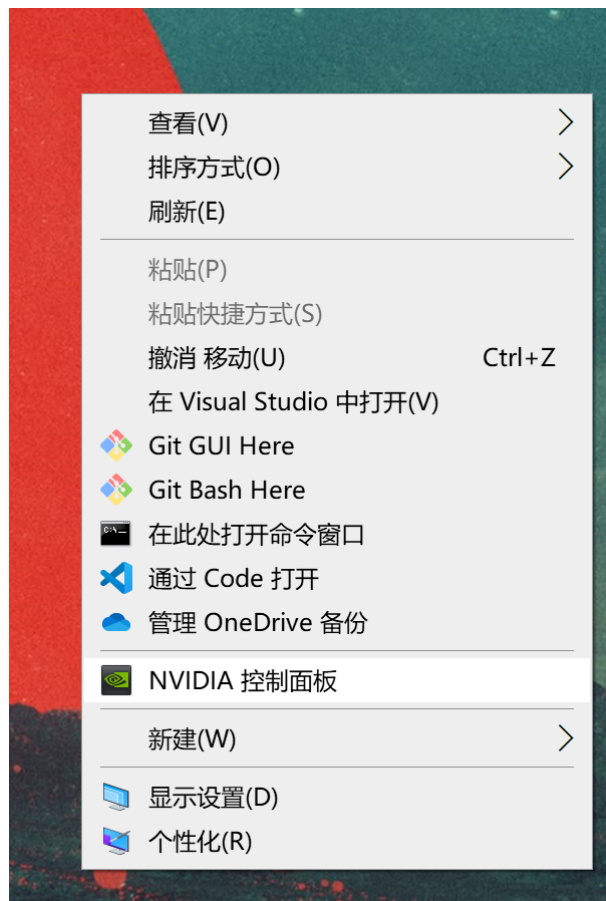 查看(V)
排序方式(O)
刷新(E)
粘贴(P)
粘贴快捷方式(S)
撤消 移动(U) Ctrl+Z
在 Visual Studio 中打开(V)
Git GUI Here
Git Bash Here
在此处打开命令窗口
通过 Code 打开
管理 OneDrive 备份
NVIDIA 控制面板
新建(W)
显示设置(D)
个性化(R)